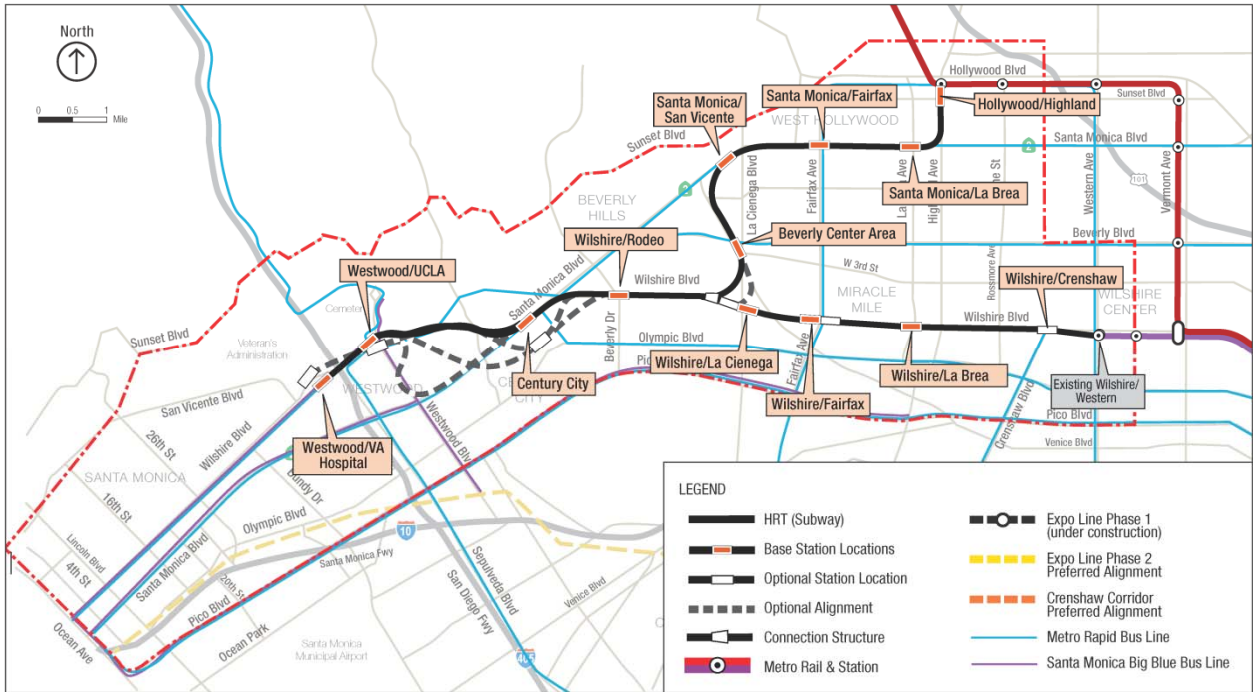 North
0 0.5 1
Mile
Hollywood Blvd
Sunset Blvd
Santa Monica/
San Vicente
Santa Monica/Fairfax
Hollywood/Highland
WEST HOLLYWOOD
Santa Monica Blvd
Sunset Blvd
La Cienega Blvd
Fairfax Ave
Western Ave
Vermont Ave
101
Santa Monica/La Brea
BEVERLY
HILLS
Wilshire/Rodeo
Beverly Center Area
Beverly Blvd
W 3rd St
Rossmore Ave
Westwood/UCLA
Santa Monica Blvd
Wilshire Blvd
MIRACLE
MILE
Wilshire/Crenshaw
WILSHIRE
CENTER
Wilshire Blvd
Sunset Blvd
Veteran's
Administration
Beverly Dr
Olympic Blvd
Fairfax Ave
WESTWOOD
Century City
Wilshire/La Cienega
Wilshire/La Brea
Existing Wilshire/
Western
Wilshire/Fairfax
San Vicente Blvd
Westwood/VA
Hospital
Westwood Blvd
Crenshaw Blvd
Pico Blvd
Venice Blvd
Wilshire Blvd
26th St
SANTA MONICA
16th St
Bundy Dr
Olympic Blvd
10
Santa Monica Fwy
Lincoln Blvd
4th St
Santa Monica Blvd
20th St
Pico Blvd
Ocean Ave
Ocean Park
Santa Monica
Municipal Airport
Sepulveda Blvd
San Diego Fwy
Venice Blvd
405
LEGEND
HRT (Subway)
Base Station Locations
Optional Station Location
Optional Alignment
Connection Structure
Metro Rail & Station
Expo Line Phase 1
(under construction)
Expo Line Phase 2
Preferred Alignment
Crenshaw Corridor
Preferred Alignment
Metro Rapid Bus Line
Santa Monica Big Blue Bus Line